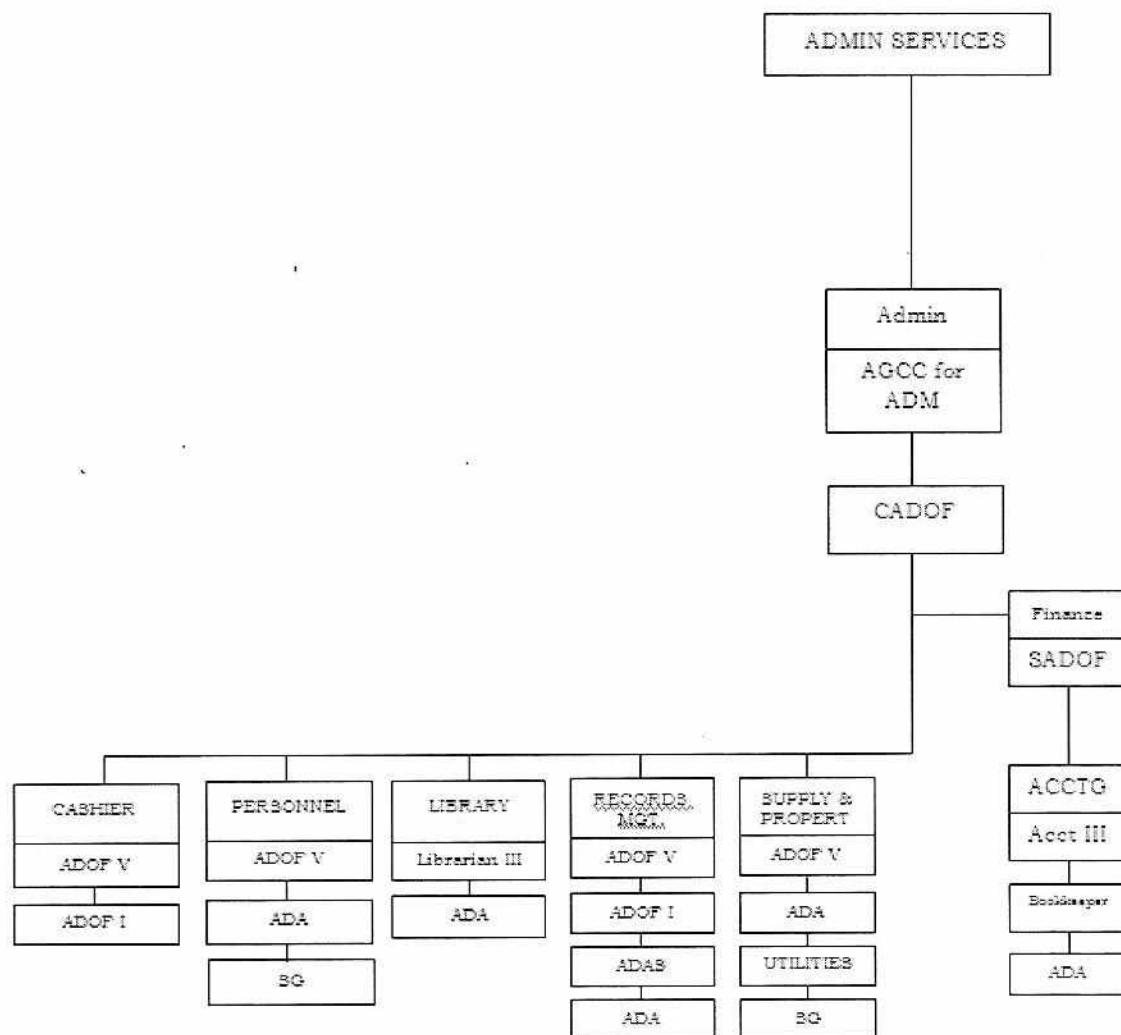 ADMIN SERVICES
Admin
AGCC for
ADM
CADOF
Finance
SADOF
CASHIER
ADOF V
ADOF I
PERSONNEL
ADOF V
ADA
SG
LIBRARY
Librarian III
ADA
RECORDS
MGT.
ADOF V
ADOF I
ADAS
ADA
SUPPLY &
PROPERT
ADOF V
ADA
UTILITIES
SG
ACCTG
Acct III
Bookkeeper
ADA